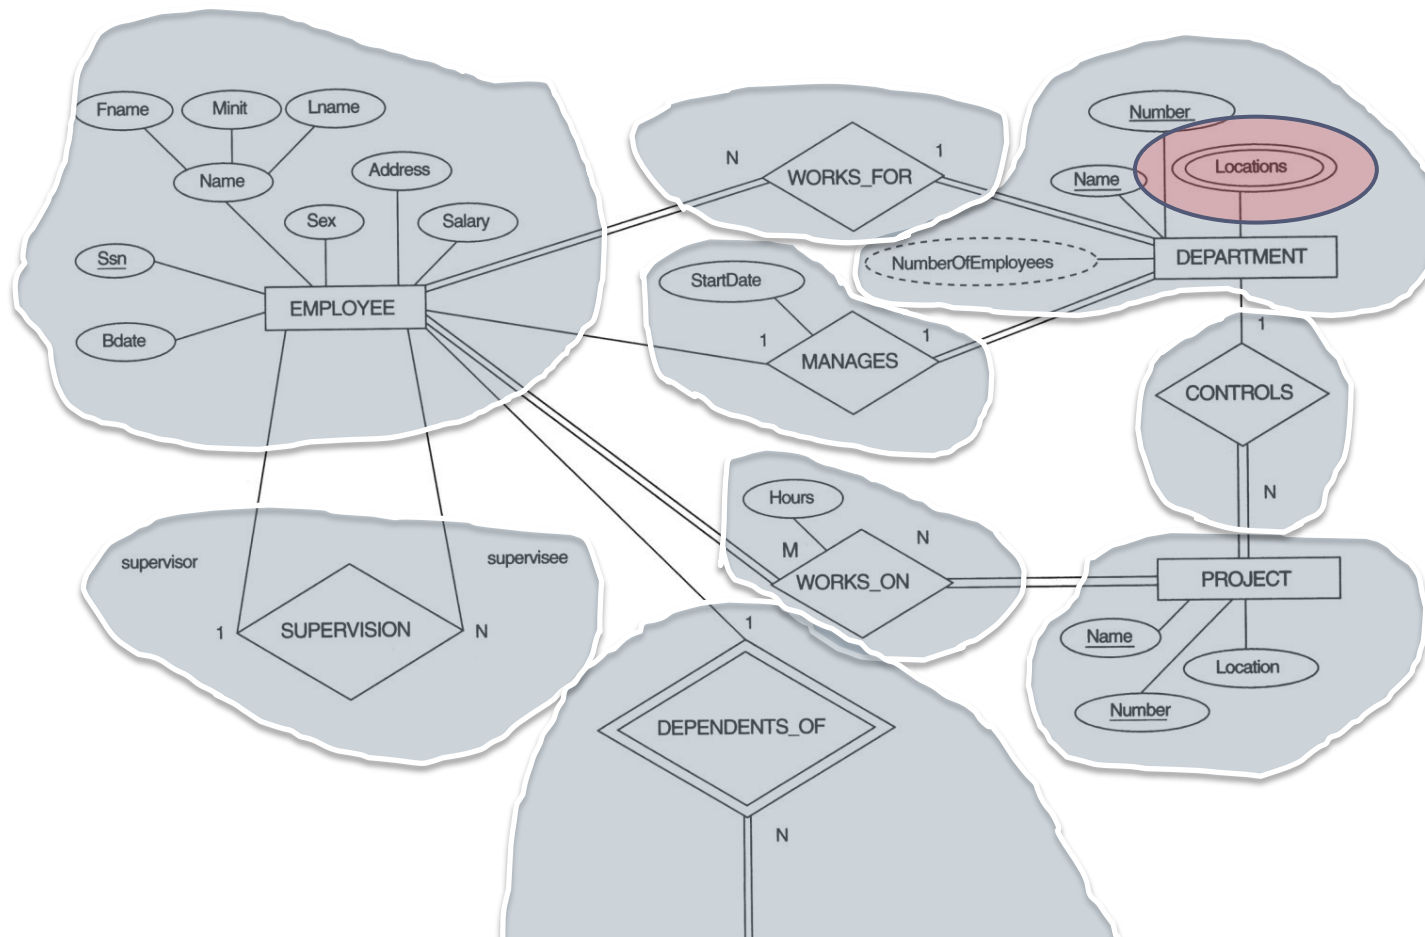 Fname
Minit
Lname
Name
Address
Sex
Salary
Ssn
Bdate
EMPLOYEE
N
WORKS_FOR
1
Number
Locations
Name
NumberOfEmployees
DEPARTMENT
StartDate
1
MANAGES
1
1
CONTROLS
N
Hours
M
WORKS_ON
N
PROJECT
Name
Location
Number
supervisor
supervisee
1
SUPERVISION
N
1
DEPENDENTS_OF
N